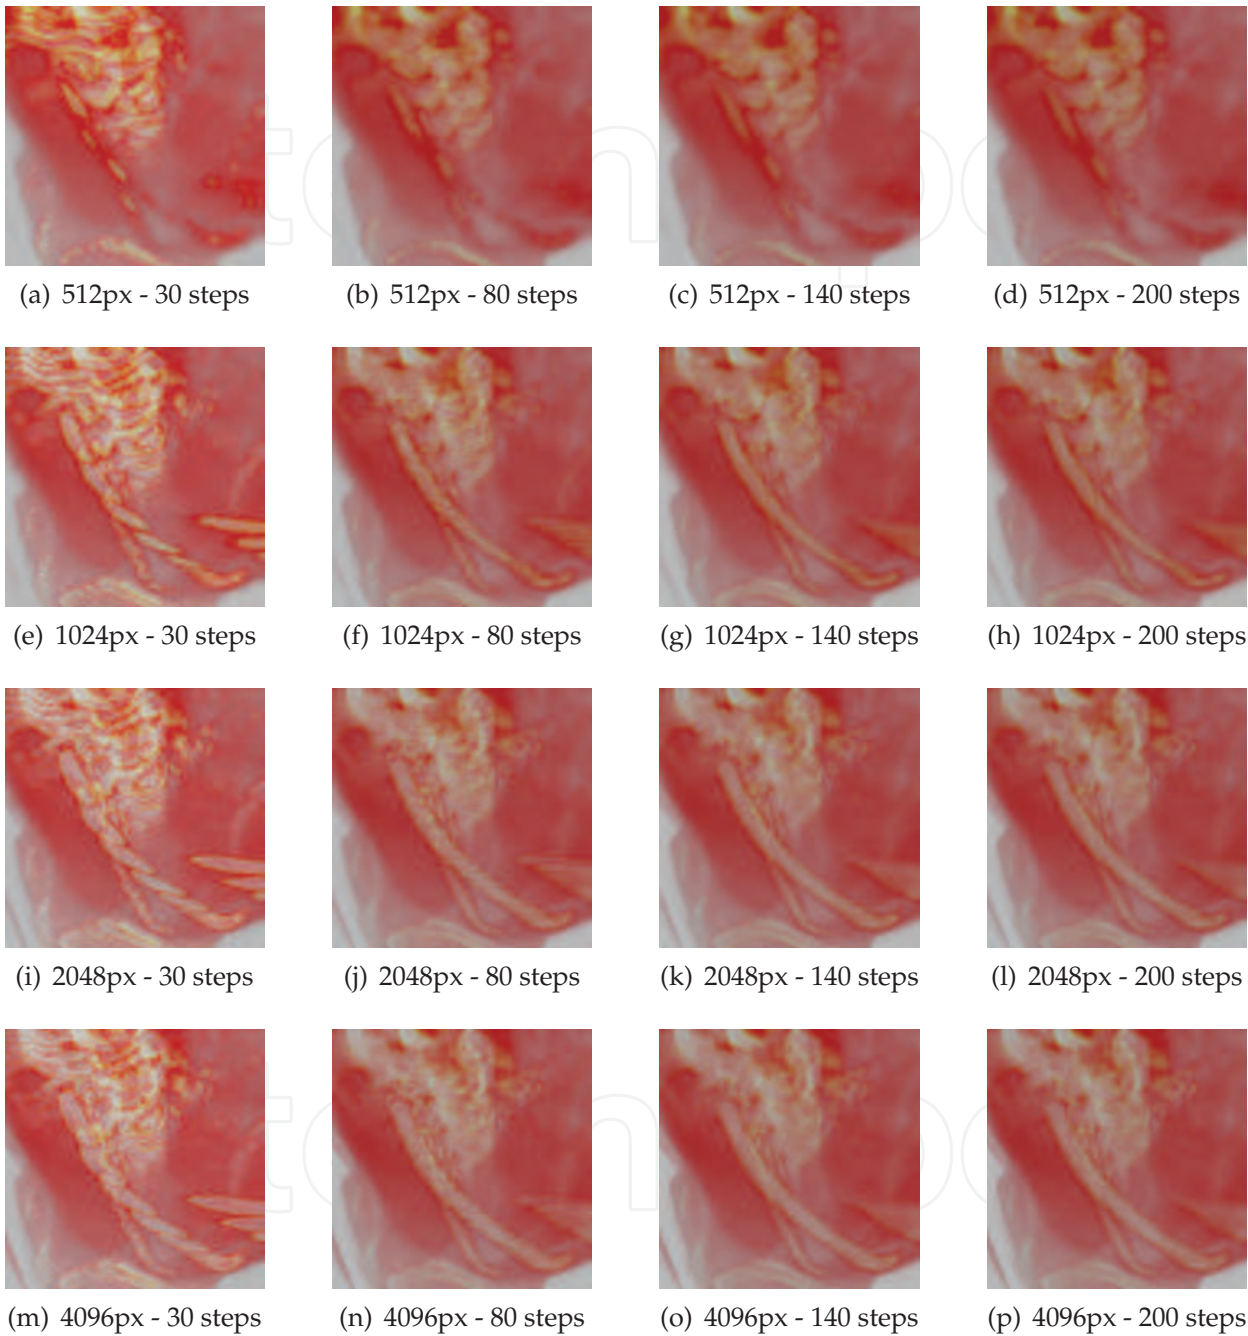 (a) 512px - 30 steps
(b) 512px - 80 steps
(c) 512px - 140 steps
(d) 512px - 200 steps
(e) 1024px - 30 steps
(f) 1024px - 80 steps
(g) 1024px - 140 steps
(h) 1024px - 200 steps
(i) 2048px - 30 steps
(j) 2048px - 80 steps
(k) 2048px - 140 steps
(l) 2048px - 200 steps
(m) 4096px - 30 steps
(n) 4096px - 80 steps
(o) 4096px - 140 steps
(p) 4096px - 200 steps